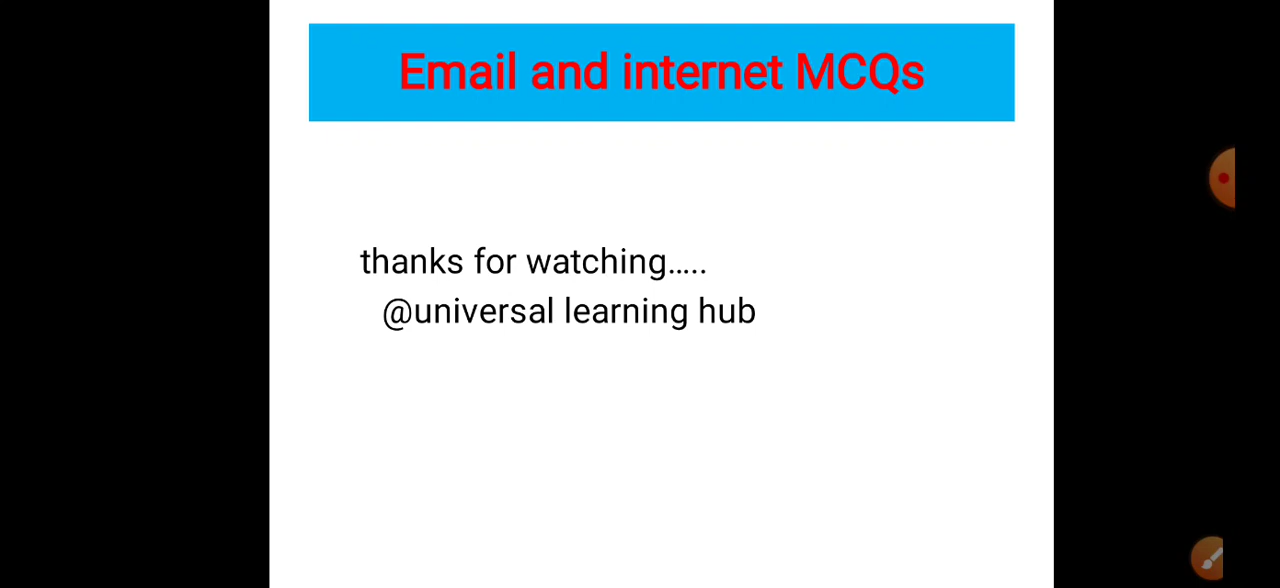 Email and internet MCQs
thanks for watching.....
@universal learning hub